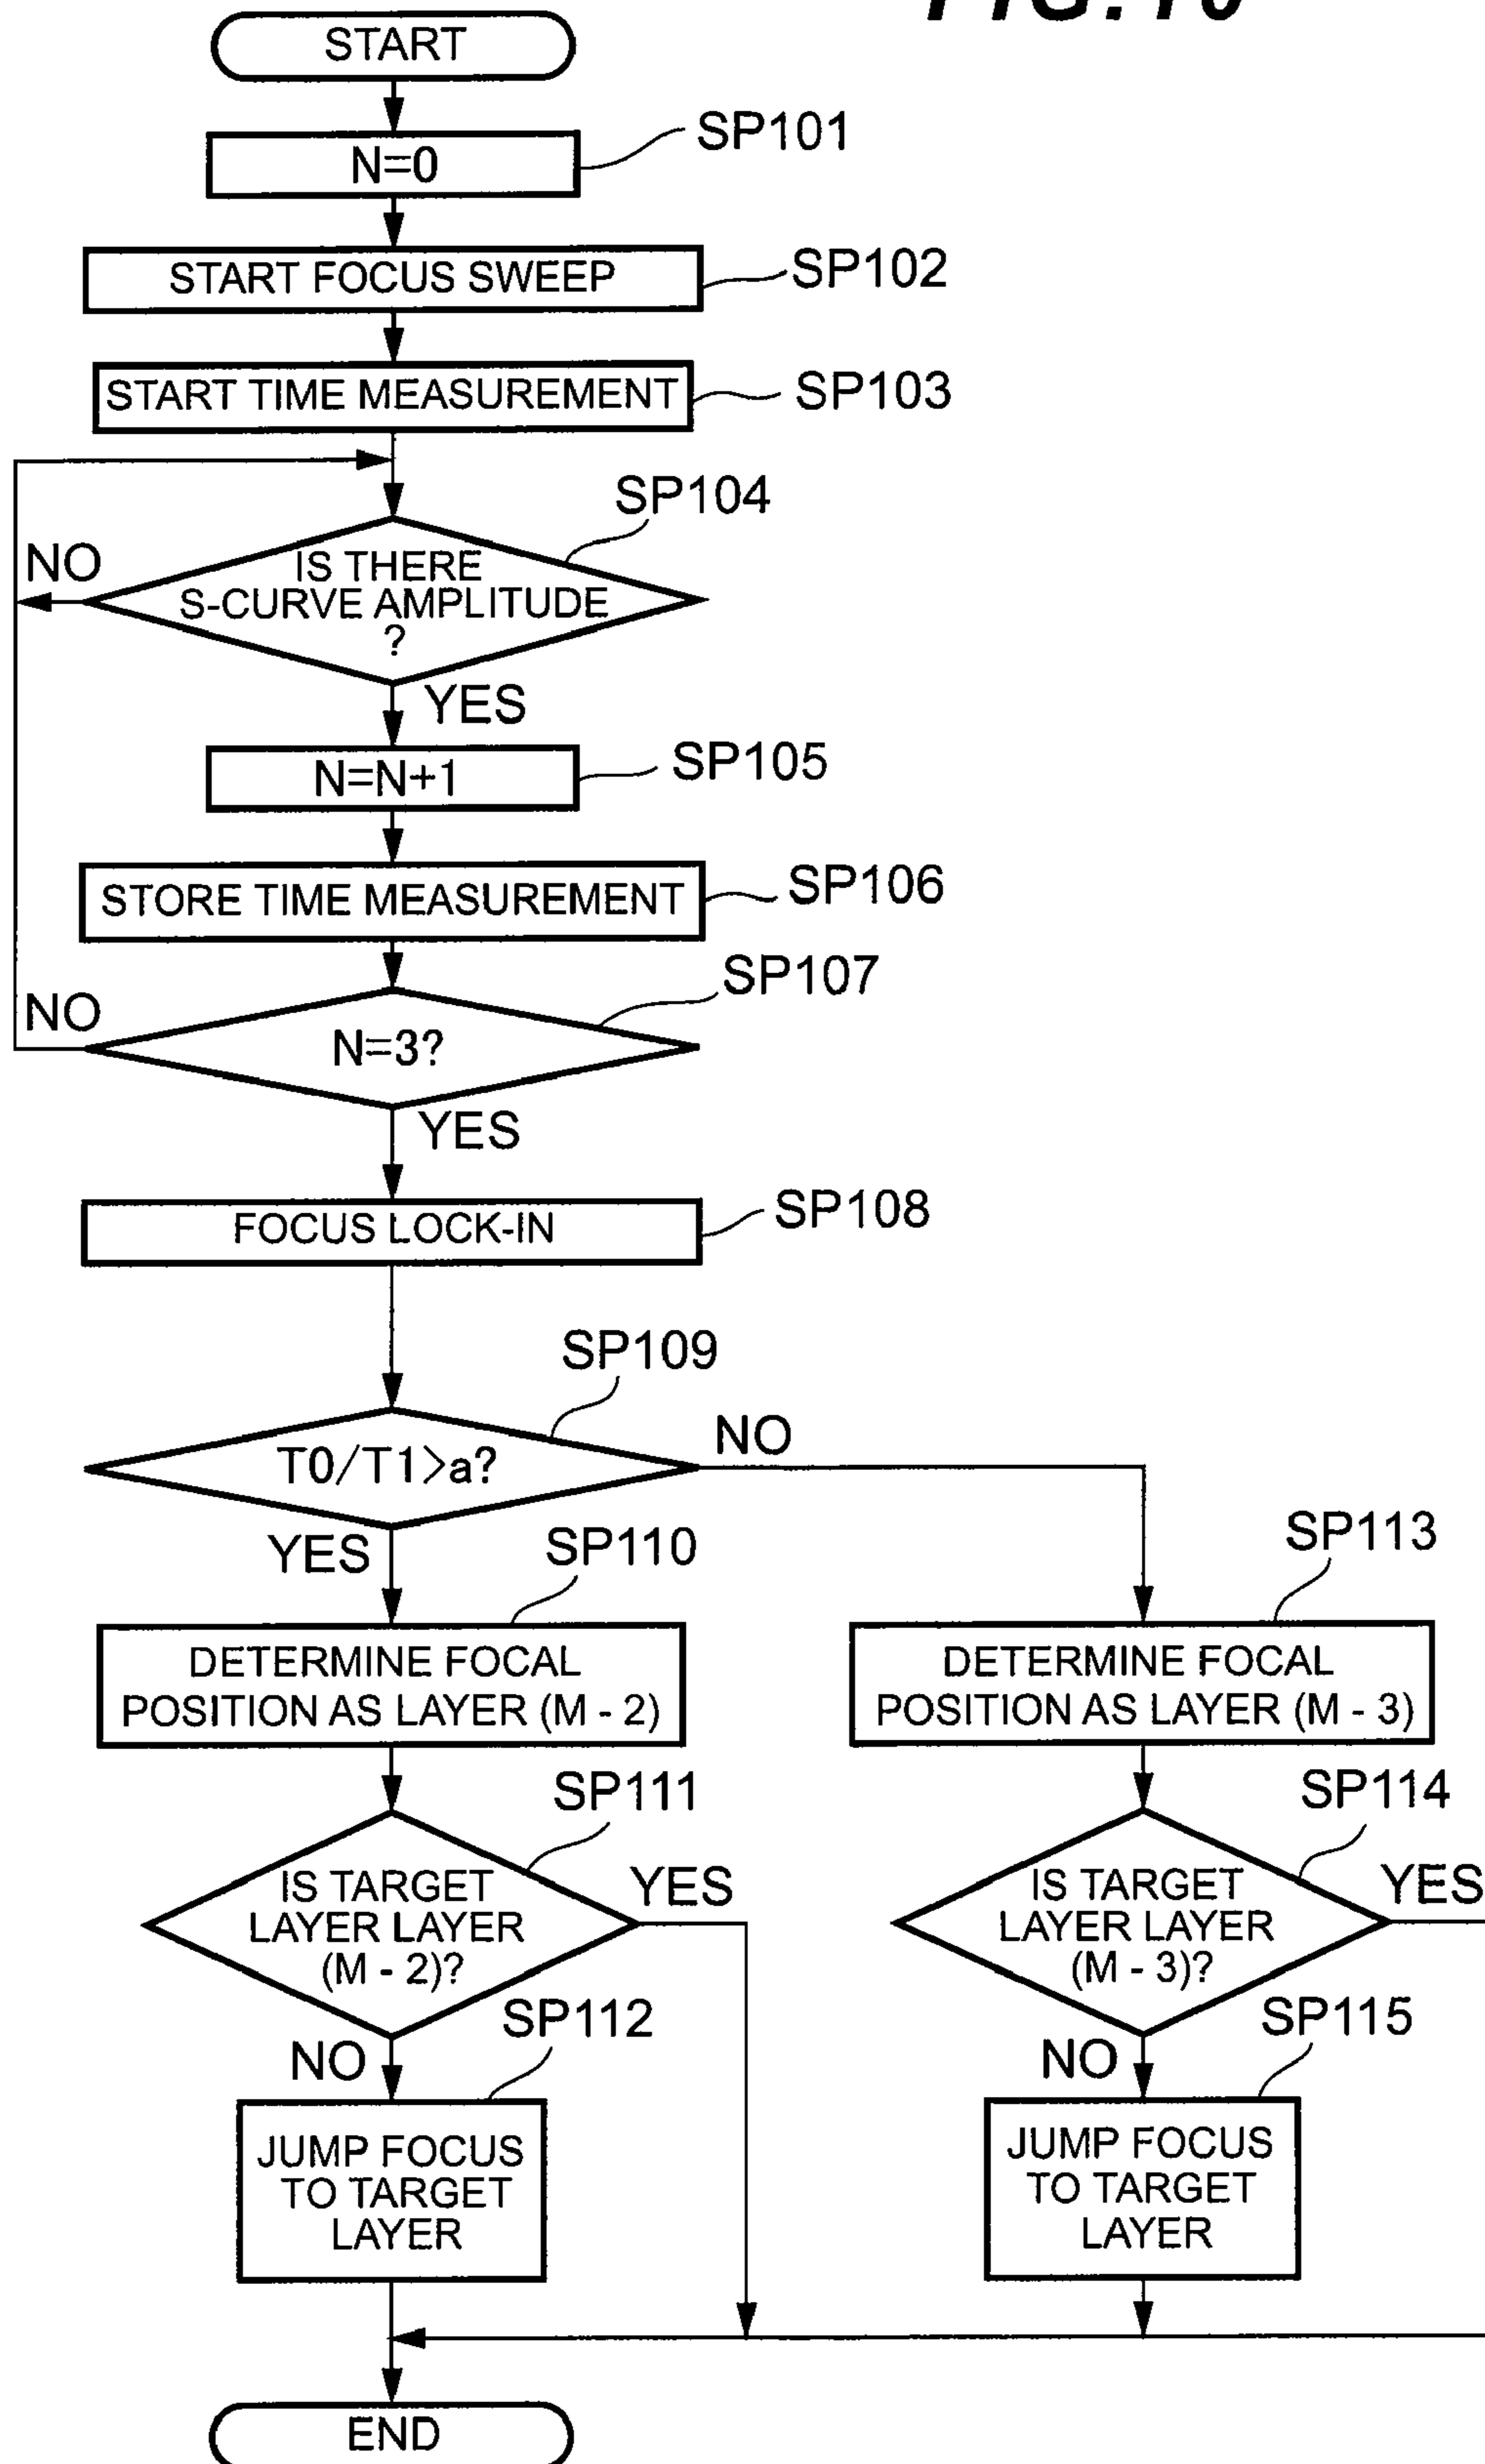 START
N=0
SP101
START FOCUS SWEEP
SP102
START TIME MEASUREMENT
SP103
SP104
NO
IS THERE
S-CURVE AMPLITUDE
?
YES
N=N+1
SP105
STORE TIME MEASUREMENT
SP106
SP107
NO
N=3?
YES
FOCUS LOCK-IN
SP108
SP109
T0/T1>a?
NO
YES
SP110
DETERMINE FOCAL
POSITION AS LAYER (M - 2)
SP113
DETERMINE FOCAL
POSITION AS LAYER (M - 3)
SP111
IS TARGET
LAYER LAYER
(M - 2)?
YES
SP114
IS TARGET
LAYER LAYER
(M - 3)?
YES
NO
SP112
JUMP FOCUS
TO TARGET
LAYER
NO
SP115
JUMP FOCUS
TO TARGET
LAYER
END